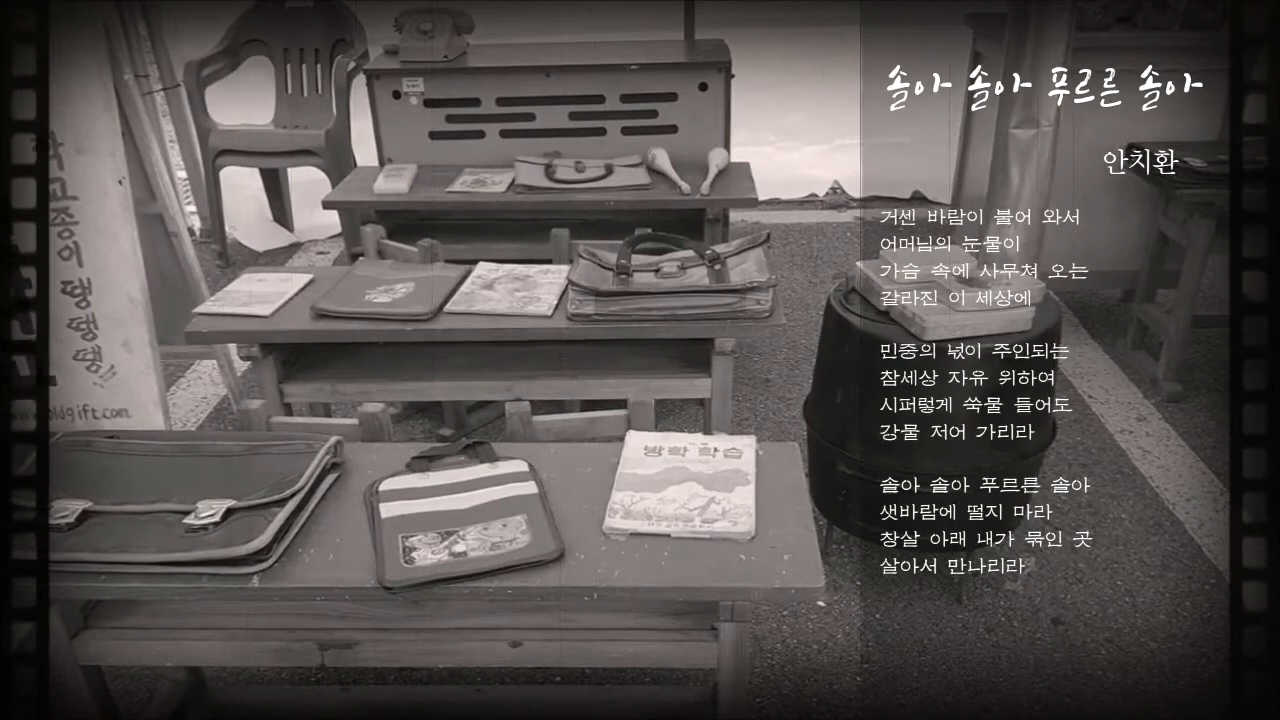 솔아 솔아 푸르른 솔아
안치환
거센 바람이 불어 와서
어머님의 눈물이
가슴 속에 사무쳐 오는
갈라진 이 세상에
민중의 넋이 주인되는
참세상 자유 위하여
시퍼렇게 쑥물 들어도
강물 저어 가리라
솔아 솔아 푸르른 솔아
샛바람에 떨지 마라
창살 아래 내가 묶인 곳
살아서 만나리라
학교종이 땡땡땡!!
oldgift.com
방학 학습